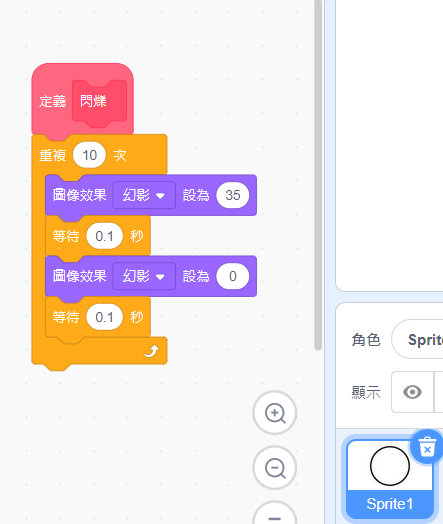 定義 閃爍
重複 10 次
圖像效果 幻影 設為 35
等待 0.1 秒
圖像效果 幻影 設為 0
等待 0.1 秒
角色 Sprite
顯示
Sprite1